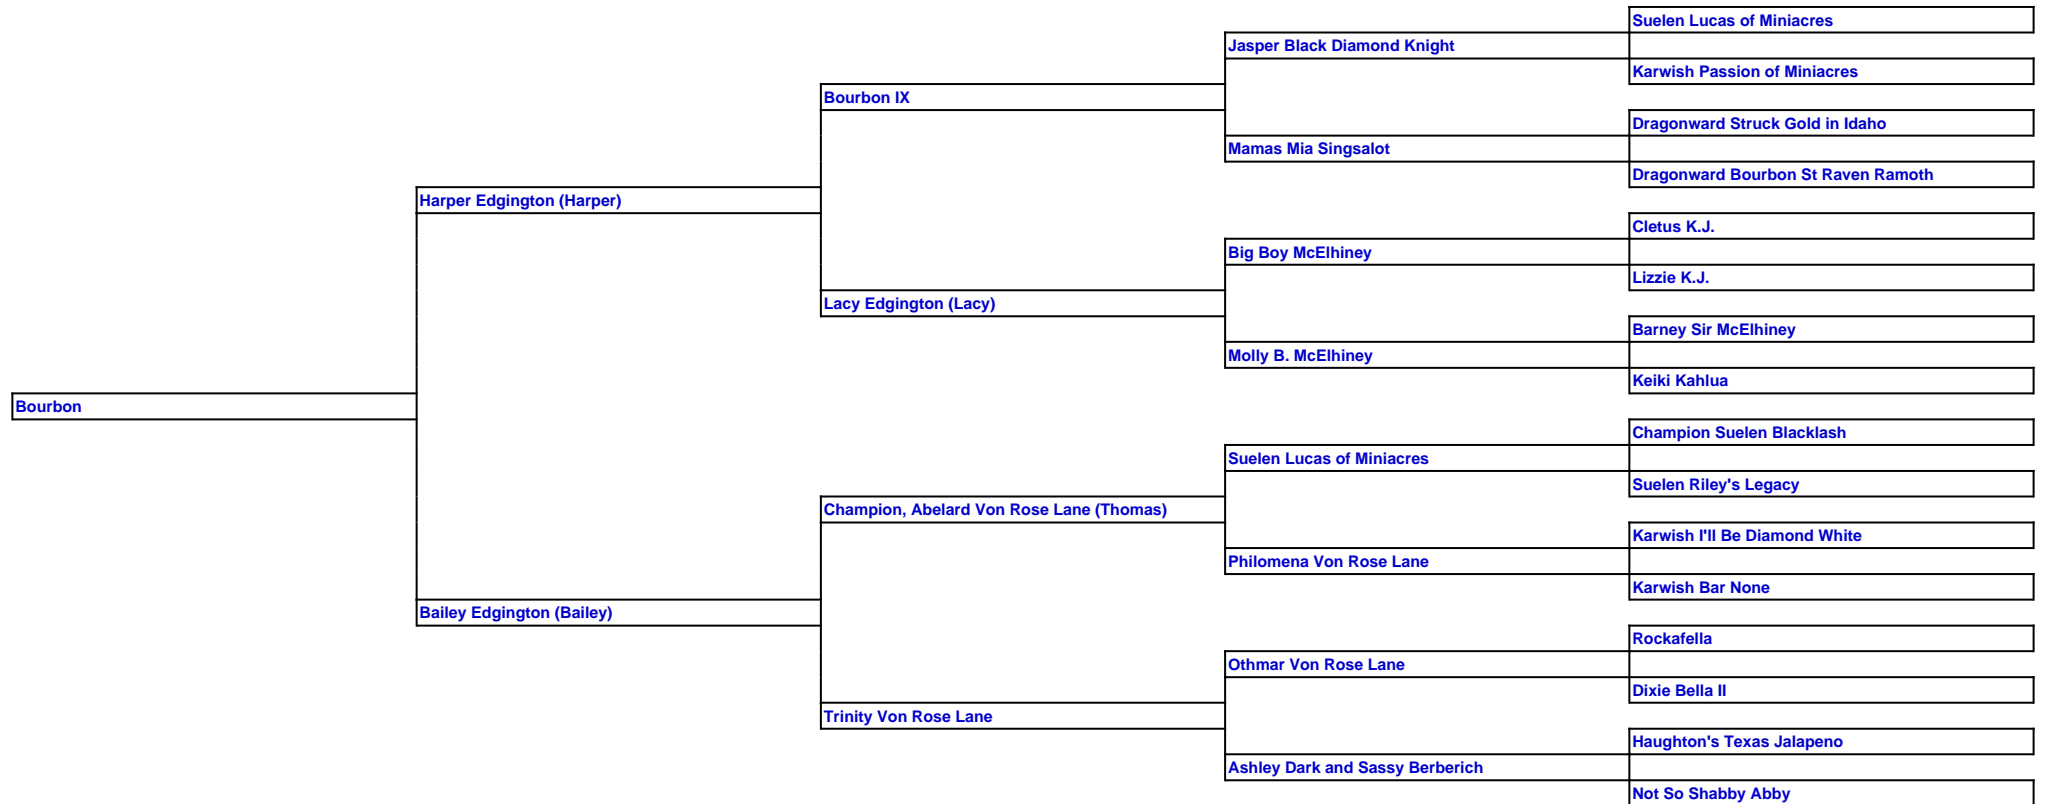 Suelen Lucas of Miniacres
Jasper Black Diamond Knight
Karwish Passion of Miniacres
Bourbon IX
Dragonward Struck Gold in Idaho
Mamas Mia Singsalot
Dragonward Bourbon St Raven Ramoth
Harper Edgington (Harper)
Cletus K.J.
Big Boy McElhiney
Lizzie K.J.
Lacy Edgington (Lacy)
Barney Sir McElhiney
Molly B. McElhiney
Keiki Kahlua
Bourbon
Champion Suelen Blacklash
Suelen Lucas of Miniacres
Suelen Riley's Legacy
Champion, Abelard Von Rose Lane (Thomas)
Karwish I'll Be Diamond White
Philomena Von Rose Lane
Karwish Bar None
Bailey Edgington (Bailey)
Rockafella
Othmar Von Rose Lane
Dixie Bella II
Trinity Von Rose Lane
Haughton's Texas Jalapeno
Ashley Dark and Sassy Berberich
Not So Shabby Abby